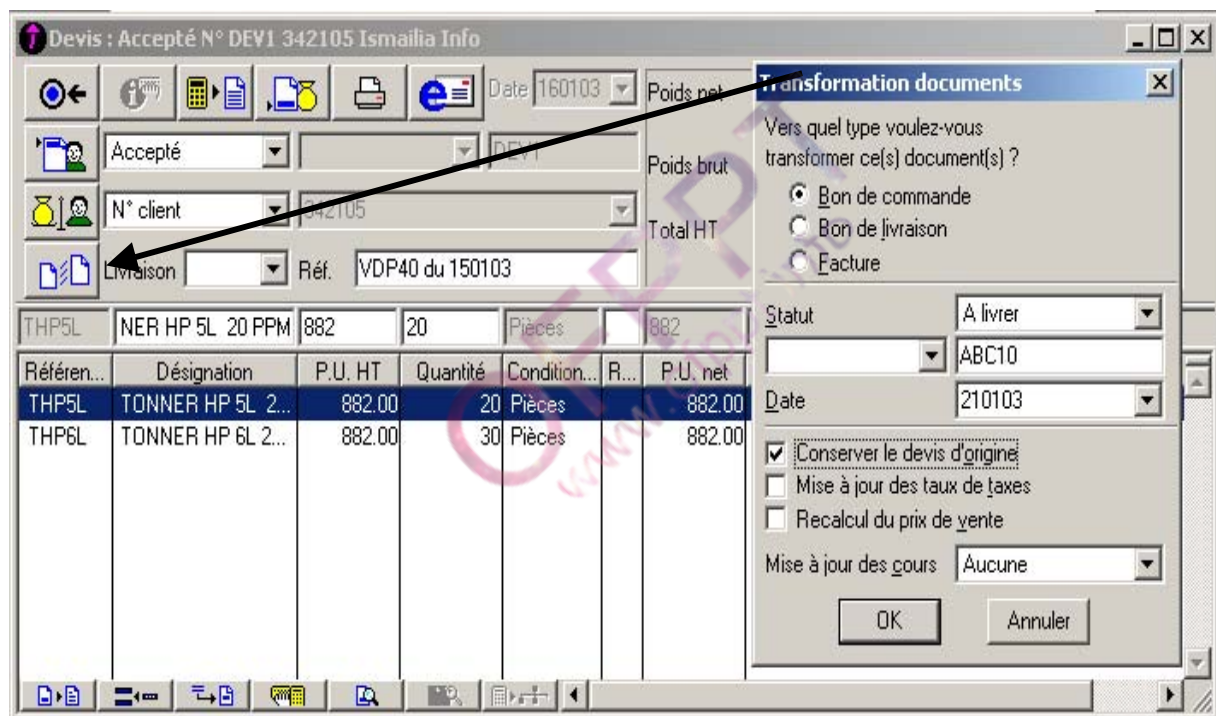 Devis : Accepté N° DEV1 342105 Ismailia Info
Date 160103
Poids net
Accepté
DEV1
Poids brut
N° client
342105
Total HT
Livraison
Réf.
VDP40 du 150103
THP5L
NER HP 5L 20 PPM
882
20
Pièces
882
Référen...
Désignation
P.U. HT
Quantité
Condition...
R...
P.U. net
THP5L TONNER HP 5L 2... 882.00 20 Pièces 882.00
THP6L TONNER HP 6L 2... 882.00 30 Pièces 882.00
Transformation documents
Vers quel type voulez-vous
transformer ce(s) document(s) ?
Bon de commande
Bon de livraison
Facture
Statut
A livrer
ABC10
Date
210103
Conserver le devis d'origine
Mise à jour des taux de taxes
Recalcul du prix de vente
Mise à jour des cours
Aucune
OK
Annuler
OFPPT